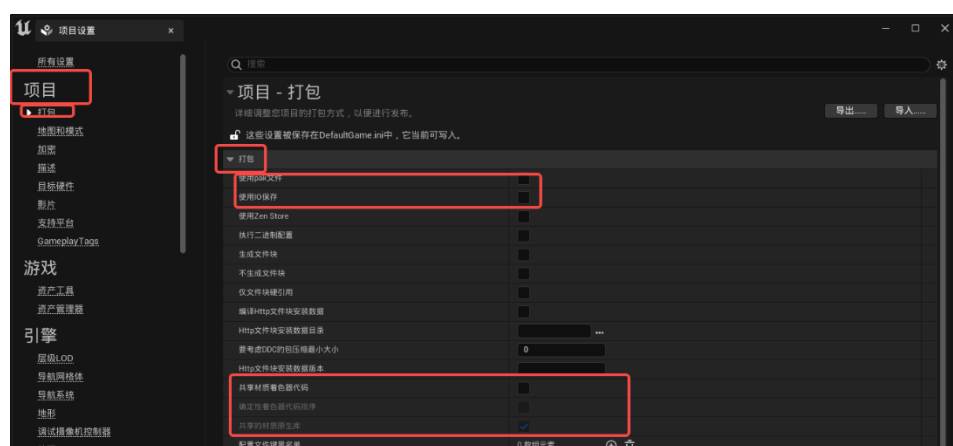 项目设置
所有设置
项目
打包
地图和模式
加密
描述
目标硬件
影片
支持平台
GameplayTags
游戏
资产工具
资产管理器
引擎
层级LOD
导航网格体
导航系统
地形
调试摄像机控制器
搜索
项目 - 打包
详细调整您项目的打包方式，以便进行发布。
导出......
导入......
这些设置被保存在DefaultGame.ini中，它当前可写入。
打包
使用pak文件
使用IO保存
使用Zen Store
执行二进制配置
生成文件块
不生成文件块
仅文件块硬引用
编译Http文件块安装数据
Http文件块安装数据目录
...
要考虑DDC的包压缩最小大小
0
Http文件块安装数据版本
共享材质着色器代码
确定性着色器代码排序
共享的材质原生库
配置文件键黑名单
0 数组元素